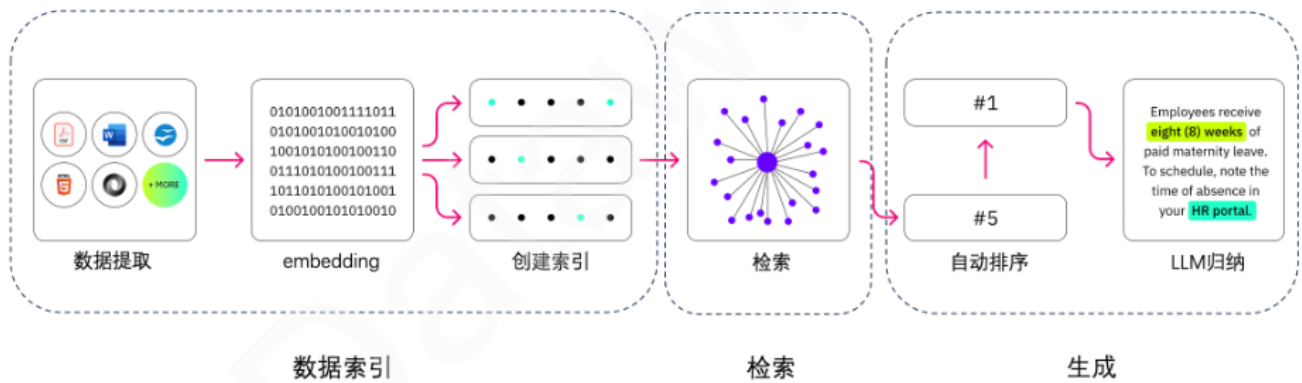 PDF
W
HTML
+ MORE
0101001001111011
0101001010010100
1001010100100110
0111010100100111
1011010100101001
0100100101010010
#1
#5
Employees receive
eight (8) weeks of
paid maternity leave.
To schedule, note the
time of absence in
your HR portal.
数据提取
embedding
创建索引
检索
自动排序
LLM归纳
数据索引
检索
生成